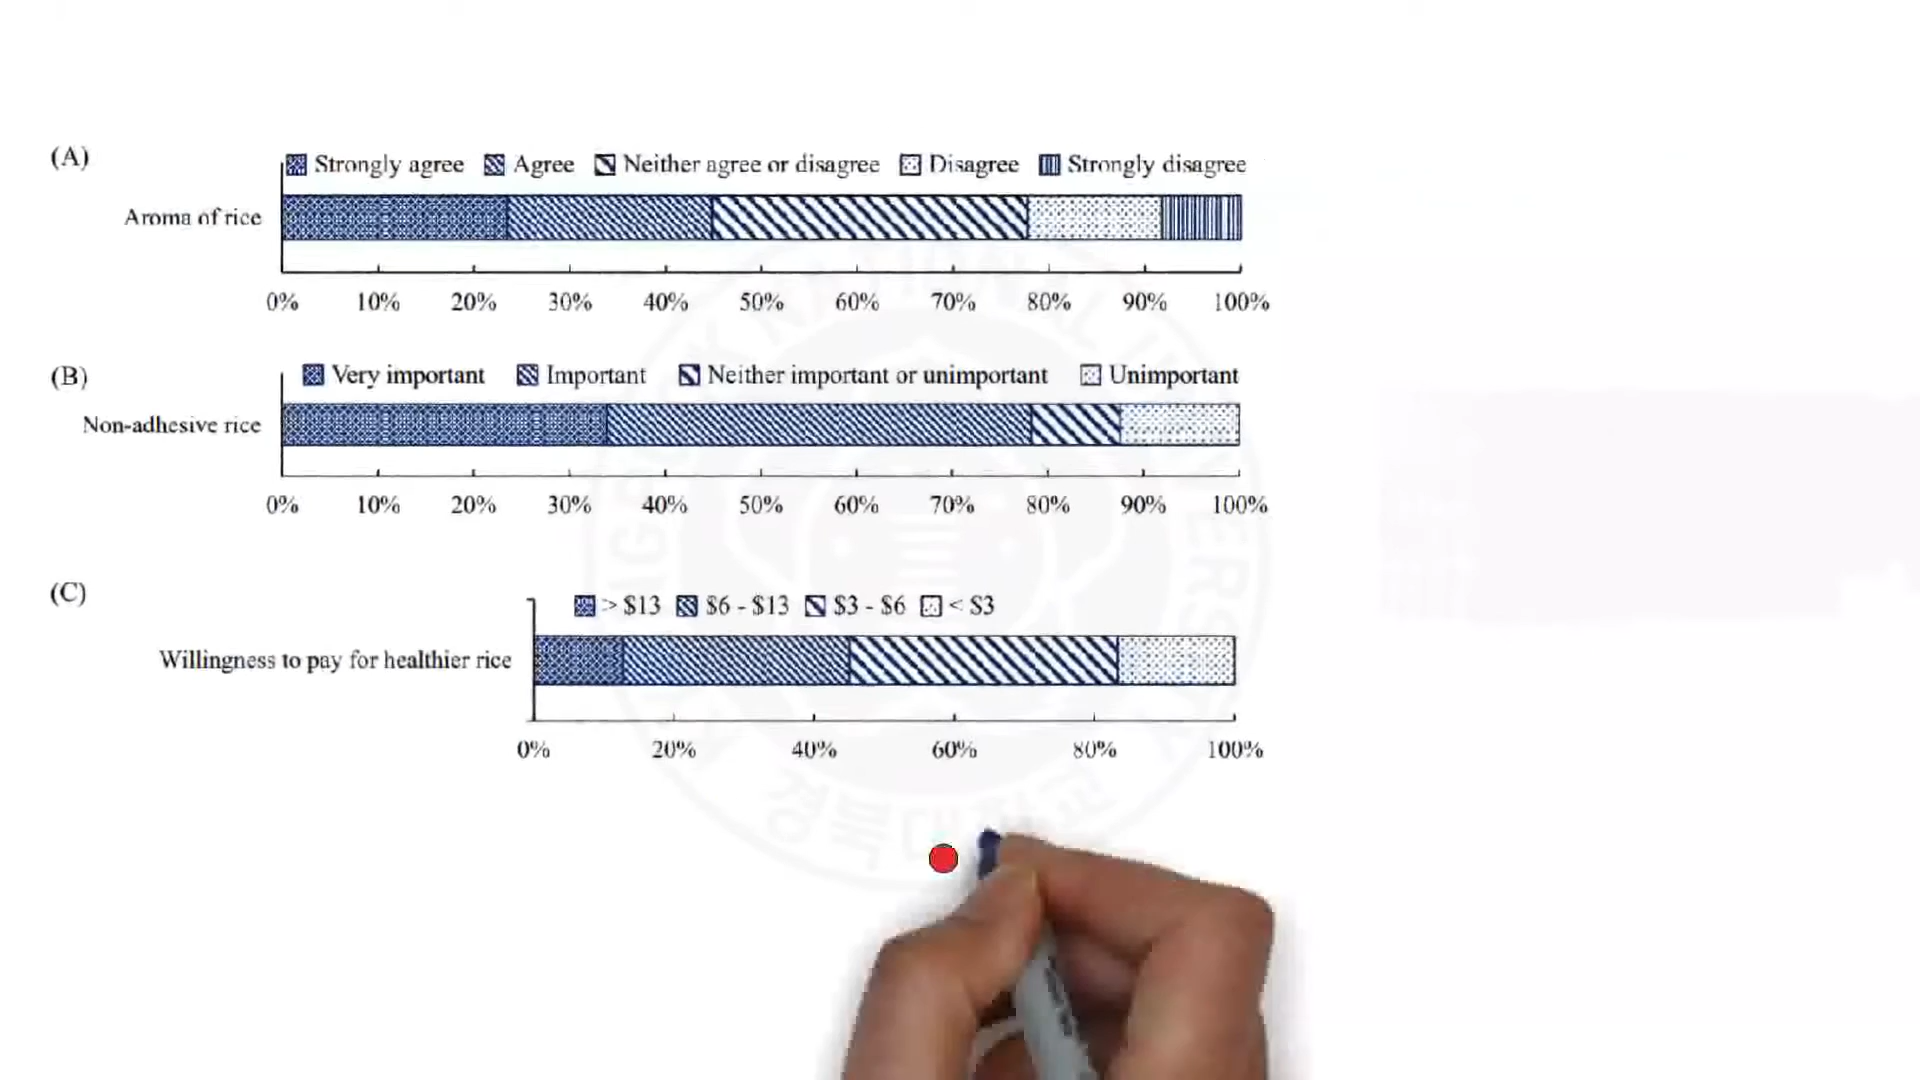 (A)
Strongly agree Agree Neither agree or disagree Disagree Strongly disagree
Aroma of rice
0% 10% 20% 30% 40% 50% 60% 70% 80% 90% 100%
(B)
Very important Important Neither important or unimportant Unimportant
Non-adhesive rice
0% 10% 20% 30% 40% 50% 60% 70% 80% 90% 100%
(C)
> $13 $6 - $13 $3 - $6 < $3
Willingness to pay for healthier rice
0% 20% 40% 60% 80% 100%